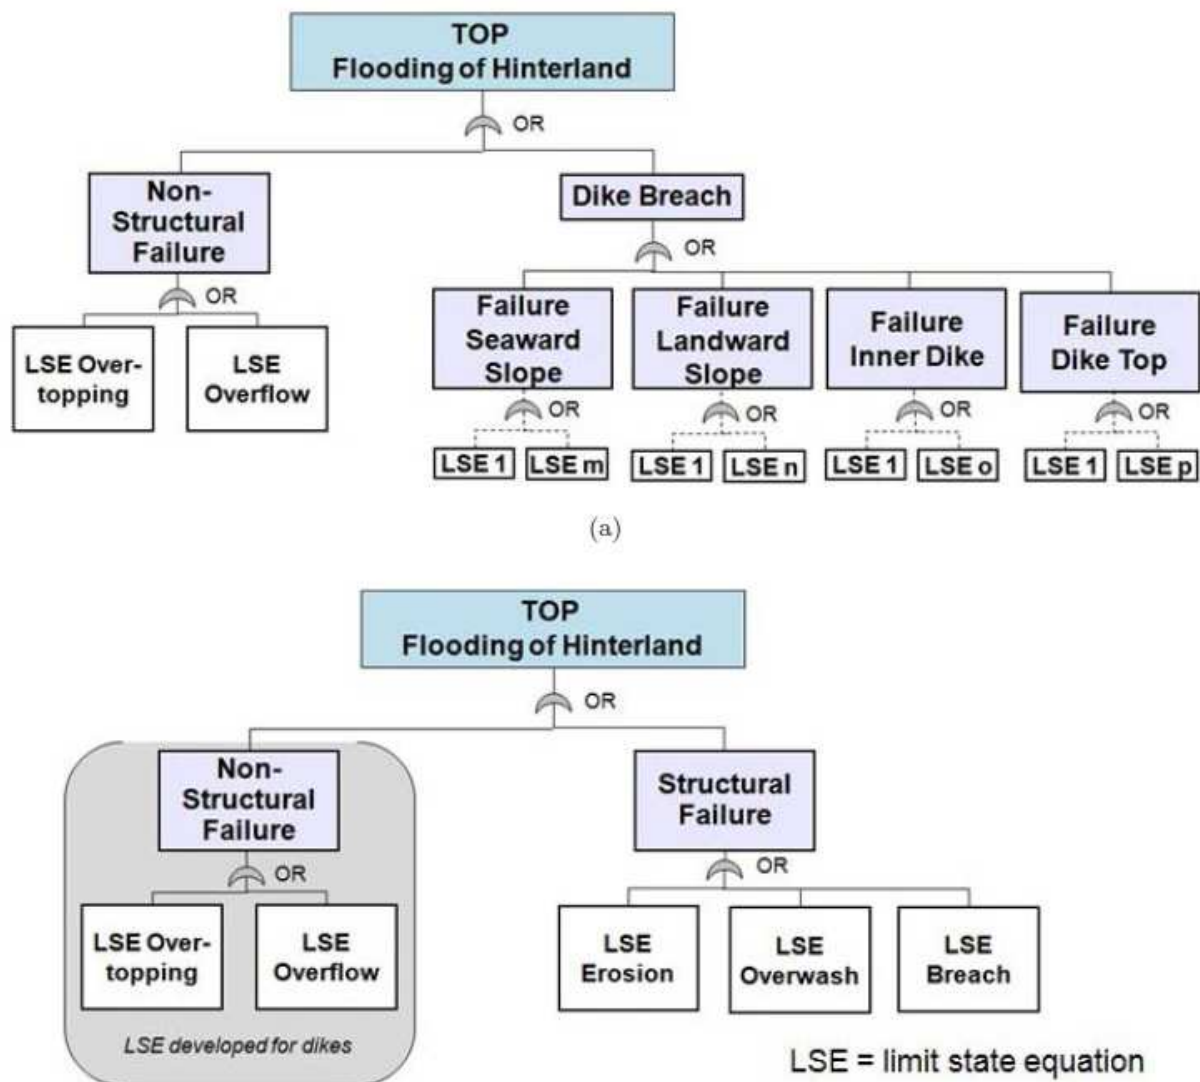 TOP
Flooding of Hinterland
OR
Non-
Structural
Failure
Dike Breach
OR
OR
LSE Over-
topping
LSE
Overflow
Failure
Seaward
Slope
Failure
Landward
Slope
Failure
Inner Dike
Failure
Dike Top
OR
OR
OR
OR
LSE 1
LSE m
LSE 1
LSE n
LSE 1
LSE o
LSE 1
LSE p
(a)
TOP
Flooding of Hinterland
OR
Non-
Structural
Failure
Structural
Failure
OR
OR
LSE Over-
topping
LSE
Overflow
LSE
Erosion
LSE
Overwash
LSE
Breach
LSE developed for dikes
LSE = limit state equation